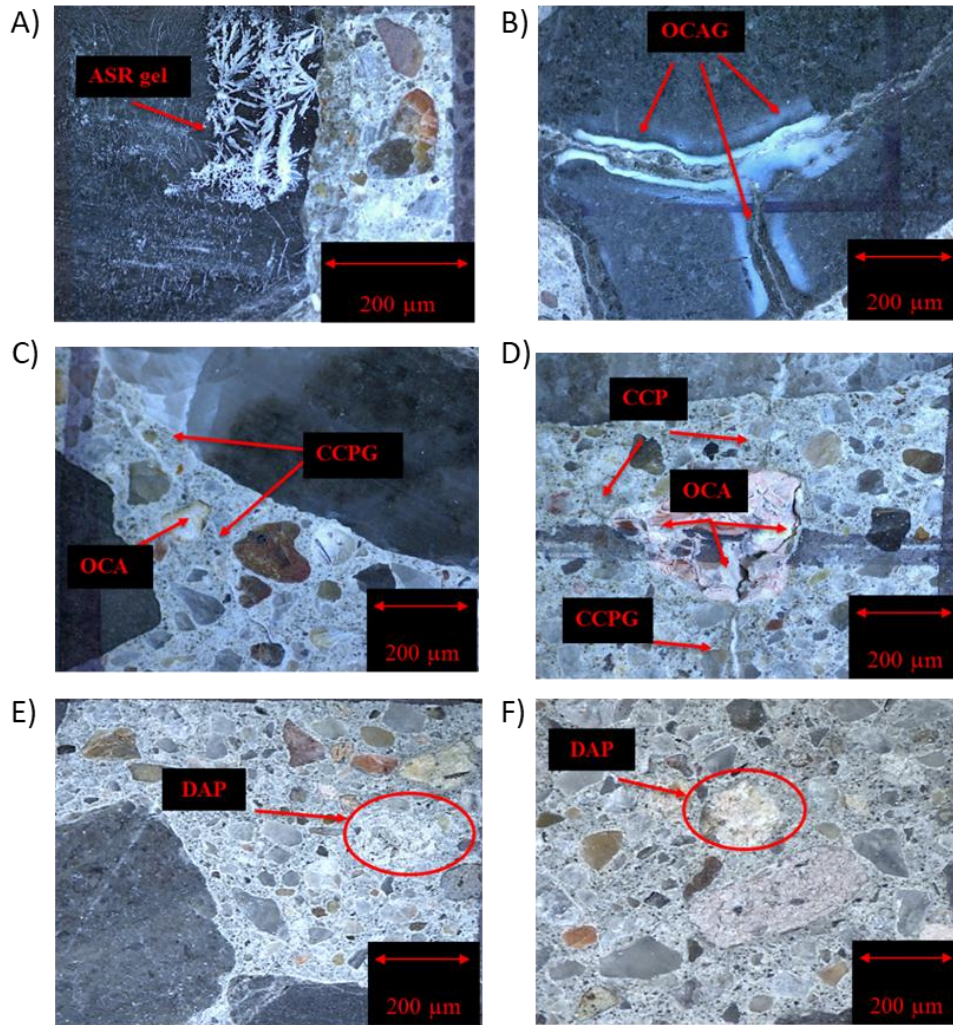 A)
ASR gel
200 µm
B)
OCAG
200 µm
C)
CCPG
OCA
200 µm
D)
CCP
OCA
CCPG
200 µm
E)
DAP
200 µm
F)
DAP
200 µm